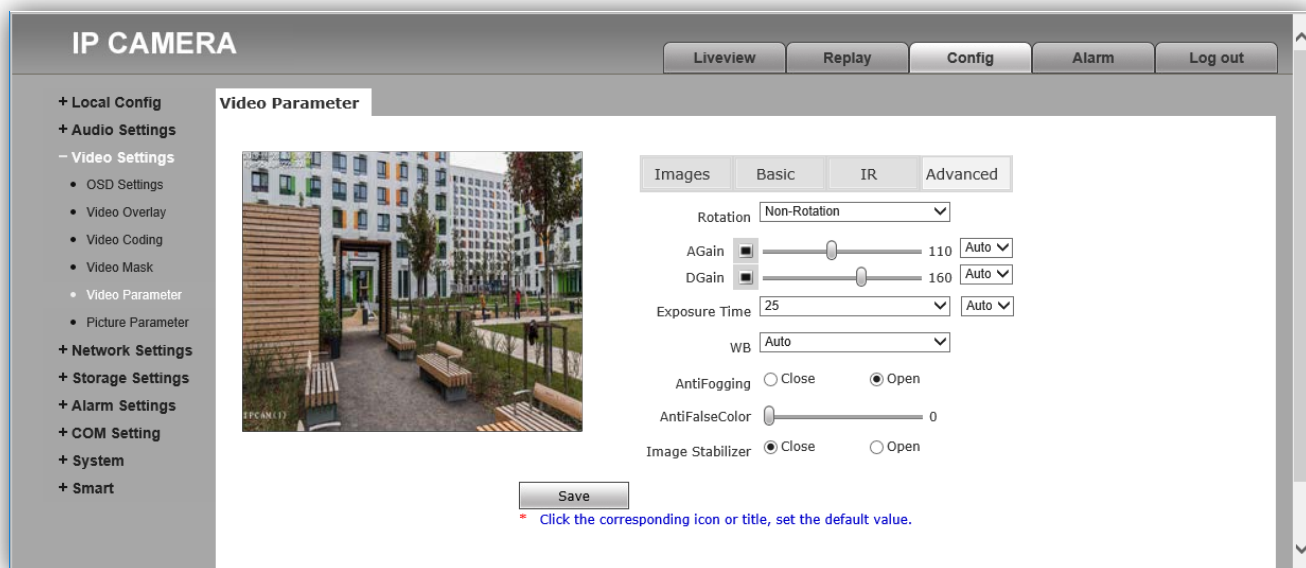 IP CAMERA
Liveview Replay Config Alarm Log out
+ Local Config
+ Audio Settings
− Video Settings
• OSD Settings
• Video Overlay
• Video Coding
• Video Mask
• Video Parameter
• Picture Parameter
+ Network Settings
+ Storage Settings
+ Alarm Settings
+ COM Setting
+ System
+ Smart
Video Parameter
IPCAM(1)
Images Basic IR Advanced
Rotation Non-Rotation
AGain 110 Auto
DGain 160 Auto
Exposure Time 25 Auto
WB Auto
AntiFogging Close Open
AntiFalseColor 0
Image Stabilizer Close Open
Save
* Click the corresponding icon or title, set the default value.